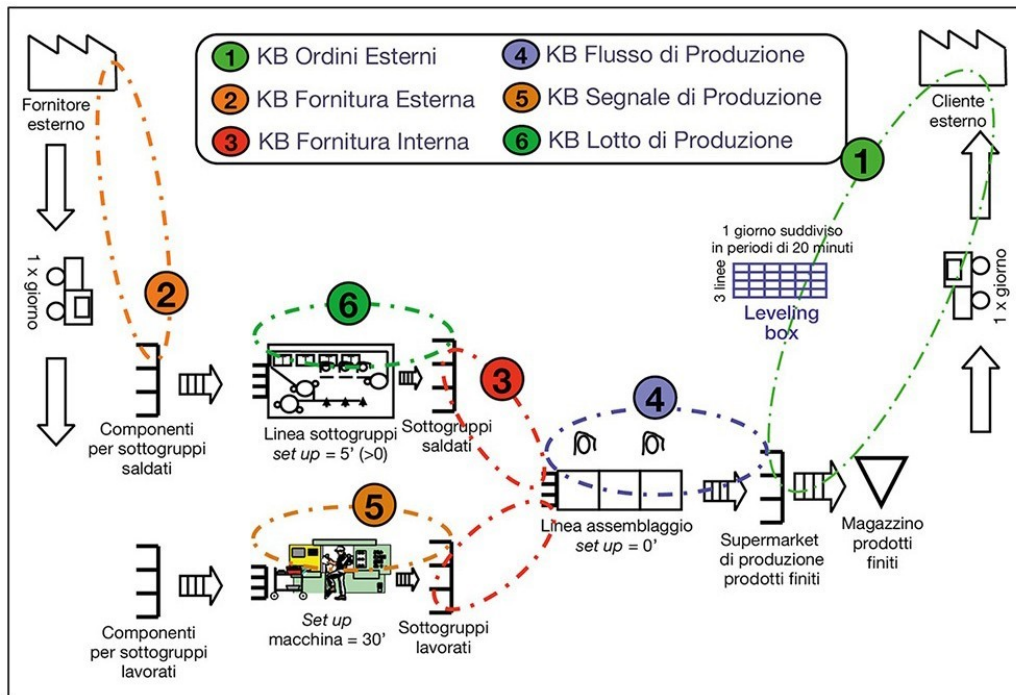 1 KB Ordini Esterni
2 KB Fornitura Esterna
3 KB Fornitura Interna
4 KB Flusso di Produzione
5 KB Segnale di Produzione
6 KB Lotto di Produzione
Fornitore
esterno
1 x giorno
2
Componenti
per sottogruppi
saldati
6
Linea sottogruppi
set up = 5' (>0)
Sottogruppi
saldati
3
Componenti
per sottogruppi
lavorati
5
Set up
macchina = 30'
Sottogruppi
lavorati
4
Linea assemblaggio
set up = 0'
Supermarket
di produzione
prodotti finiti
Magazzino
prodotti
finiti
1 giorno suddiviso
in periodi di 20 minuti
3 linee
Leveling
box
1
Cliente
esterno
1 x giorno